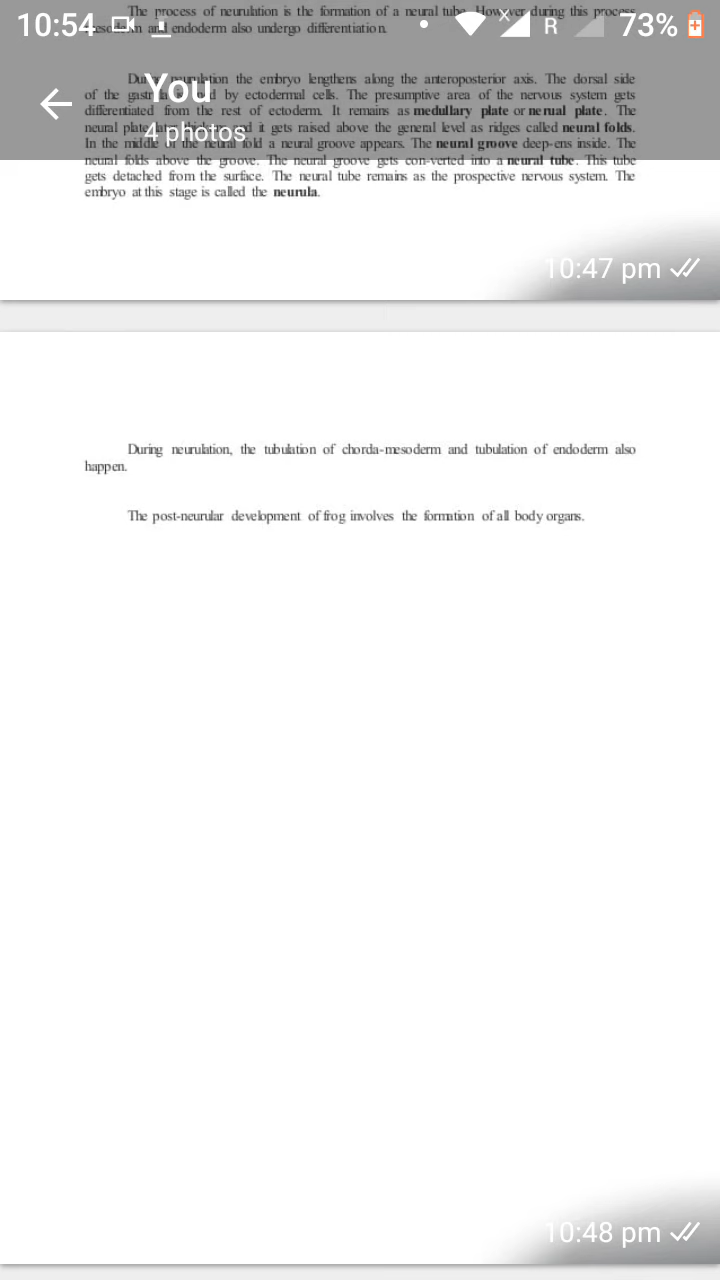 The process of neurulation is the formation of a neural tube. However during this process
10:54 R 73%
and endoderm also undergo differentiation.
During neurulation the embryo lengthens along the anteroposterior axis. The dorsal side
You
of the by ectodermal cells. The presumptive area of the nervous system gets
differentiated from the rest of ectoderm. It remains as medullary plate or nerual plate. The
neural plate it gets raised above the general level as ridges called neural folds.
4 photos
In the middle of the neural fold a neural groove appears. The neural groove deep-ens inside. The
neural folds above the groove. The neural groove gets con-verted into a neural tube. This tube
gets detached from the surface. The neural tube remains as the prospective nervous system. The
embryo at this stage is called the neurula.
10:47 pm
During neurulation, the tubulation of chorda-mesoderm and tubulation of endoderm also
happen.
The post-neurular development of frog involves the formation of all body organs.
10:48 pm